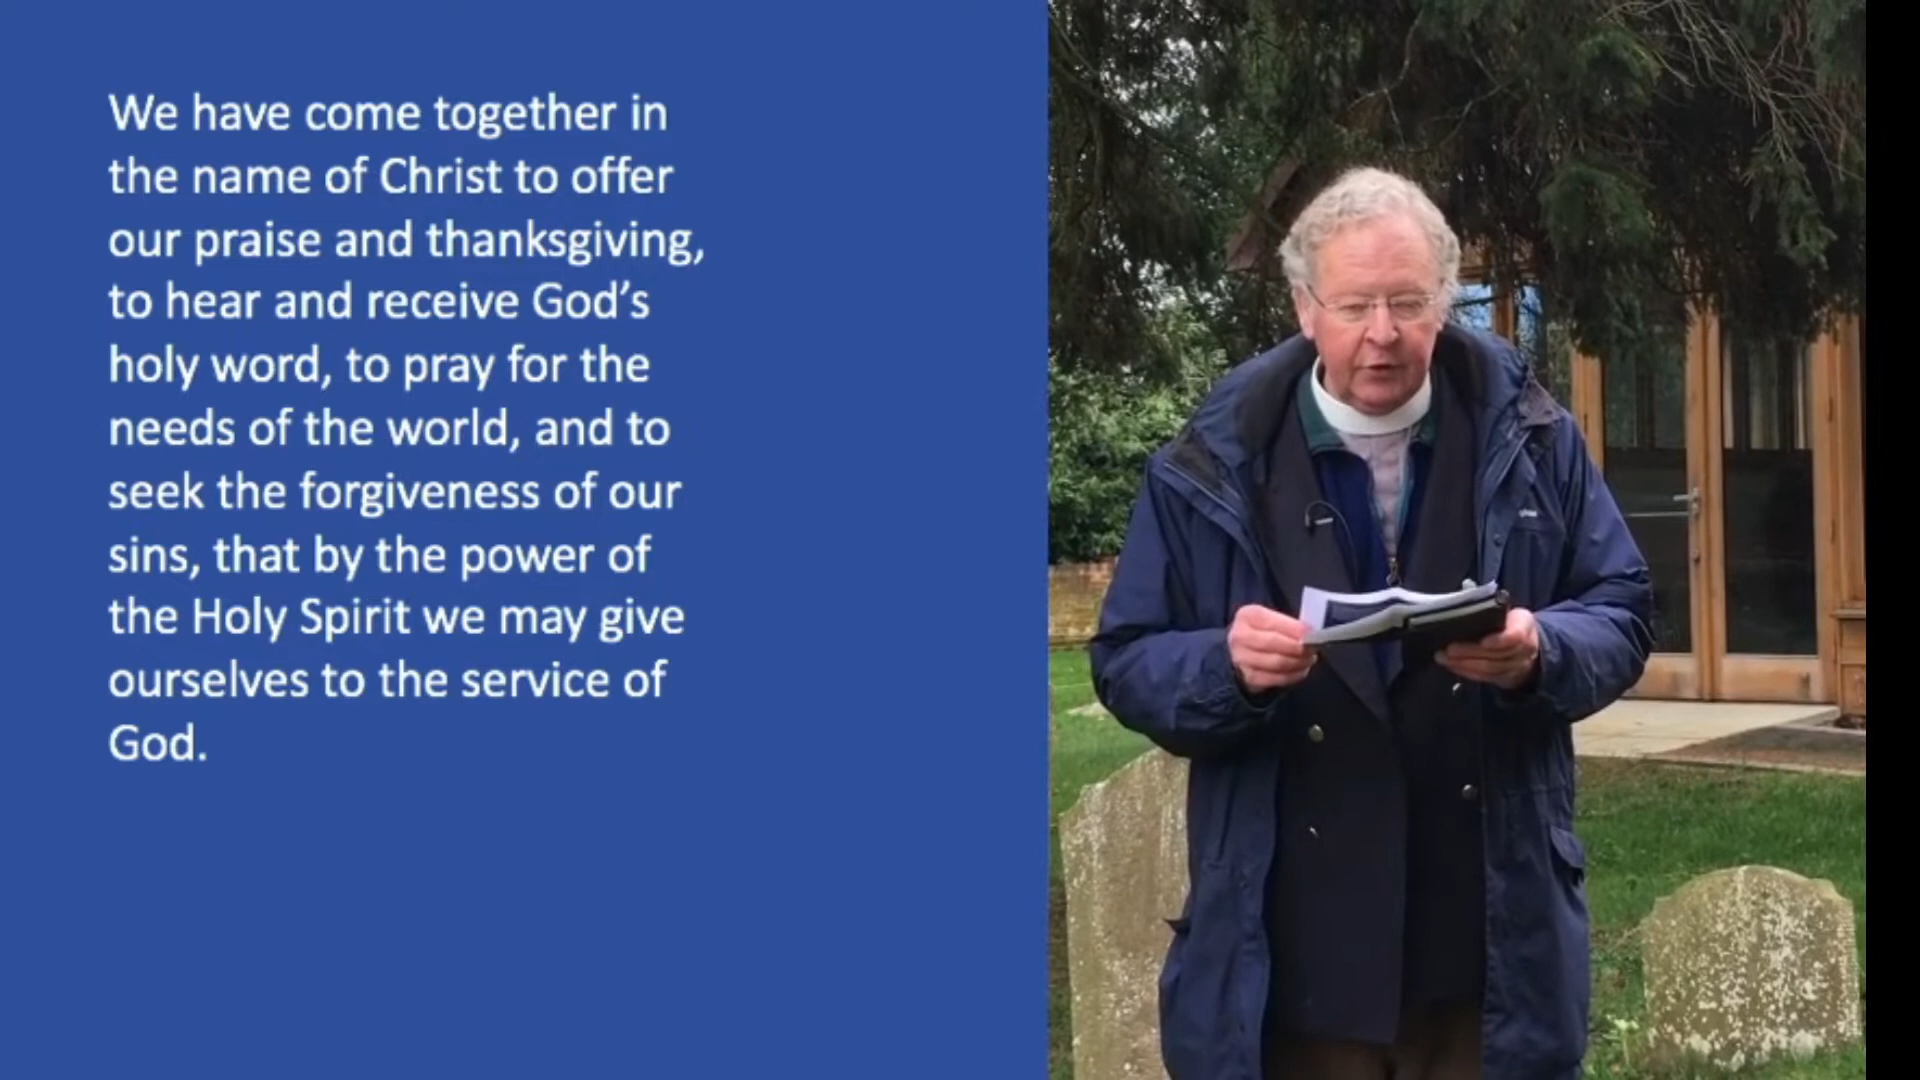 We have come together in
the name of Christ to offer
our praise and thanksgiving,
to hear and receive God's
holy word, to pray for the
needs of the world, and to
seek the forgiveness of our
sins, that by the power of
the Holy Spirit we may give
ourselves to the service of
God.